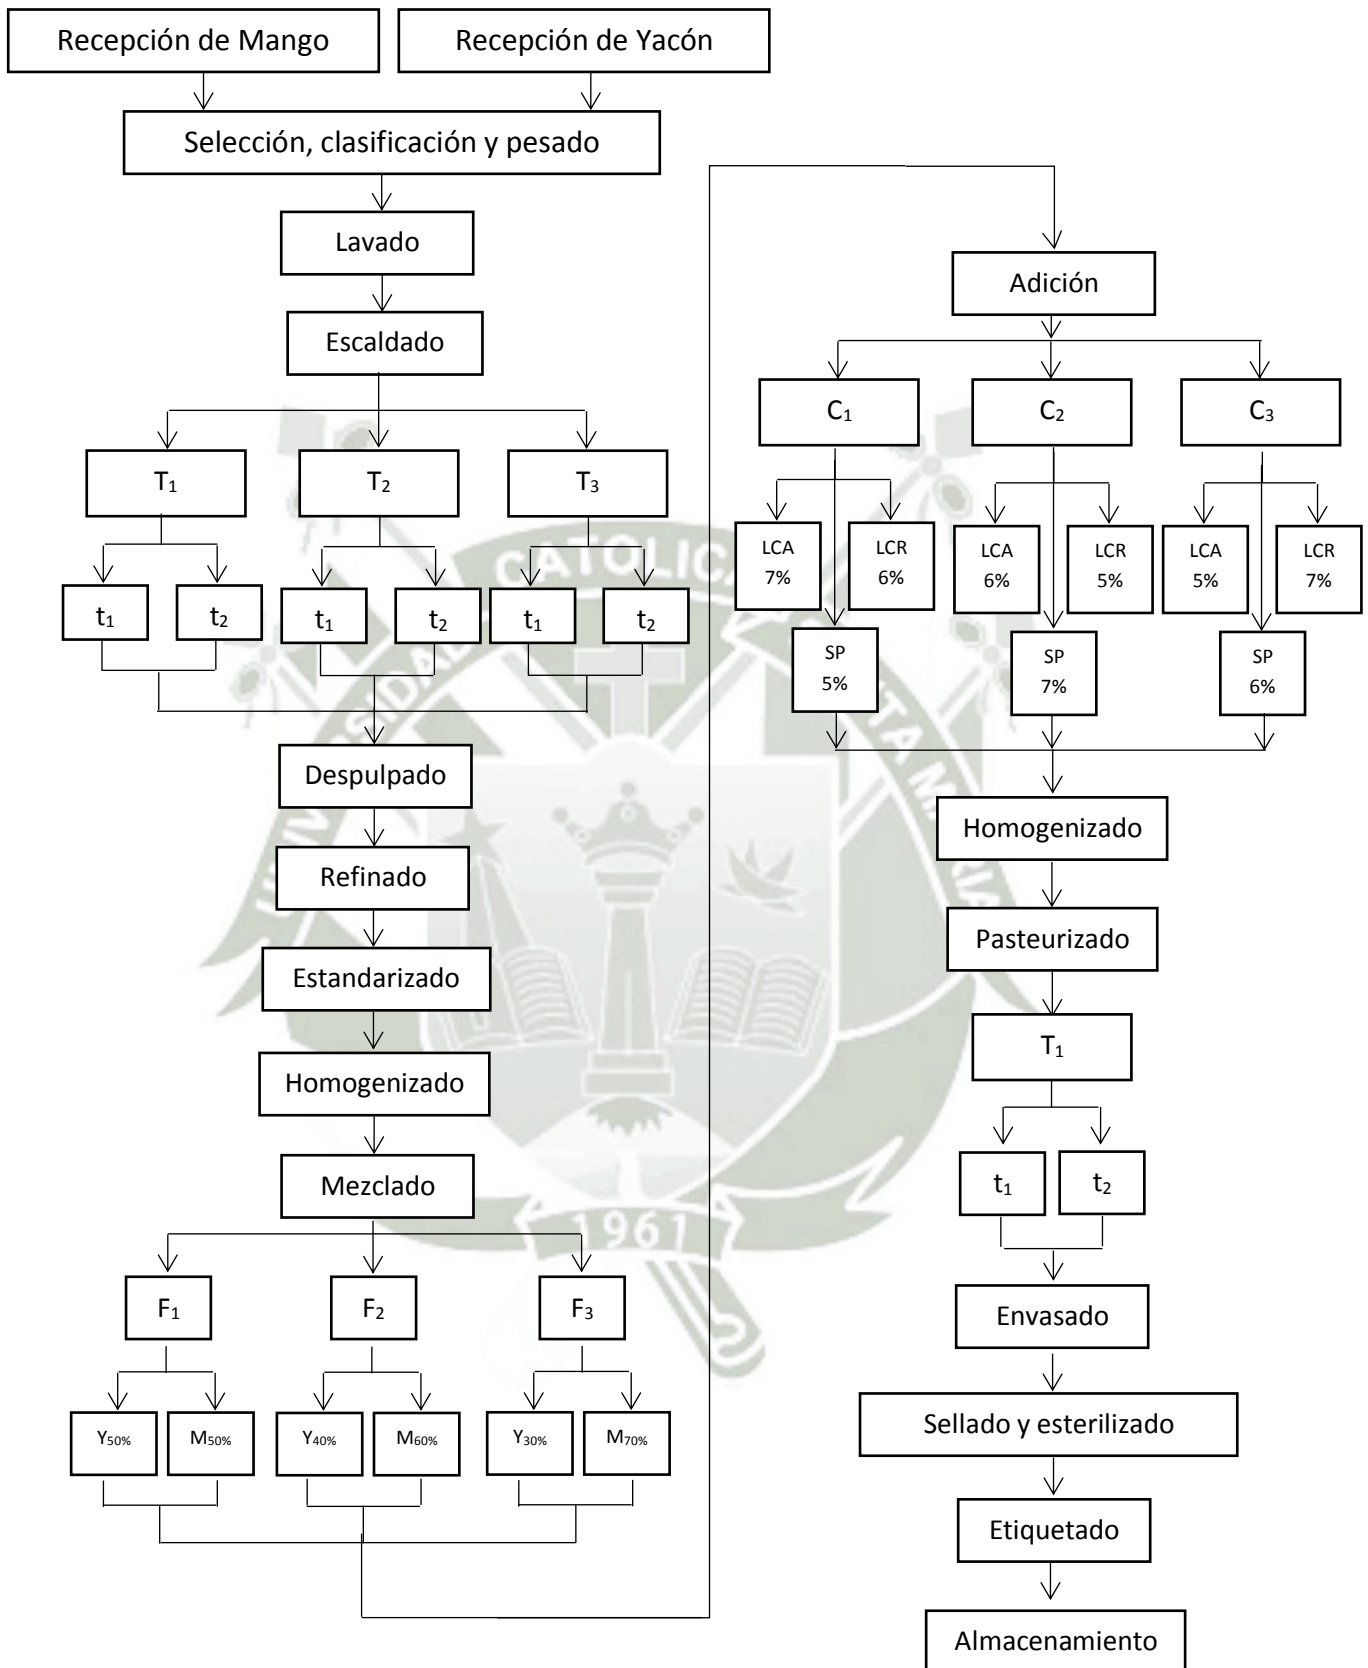 Recepción de Mango
Recepción de Yacón
Selección, clasificación y pesado
Lavado
Escaldado
T1
T2
T3
t1
t2
t1
t2
t1
t2
Despulpado
Refinado
Estandarizado
Homogenizado
Mezclado
F1
F2
F3
Y50%
M50%
Y40%
M60%
Y30%
M70%
Adición
C1
C2
C3
LCA
7%
LCR
6%
LCA
6%
LCR
5%
LCA
5%
LCR
7%
SP
5%
SP
7%
SP
6%
Homogenizado
Pasteurizado
T1
t1
t2
Envasado
Sellado y esterilizado
Etiquetado
Almacenamiento
CATOLICA
1961